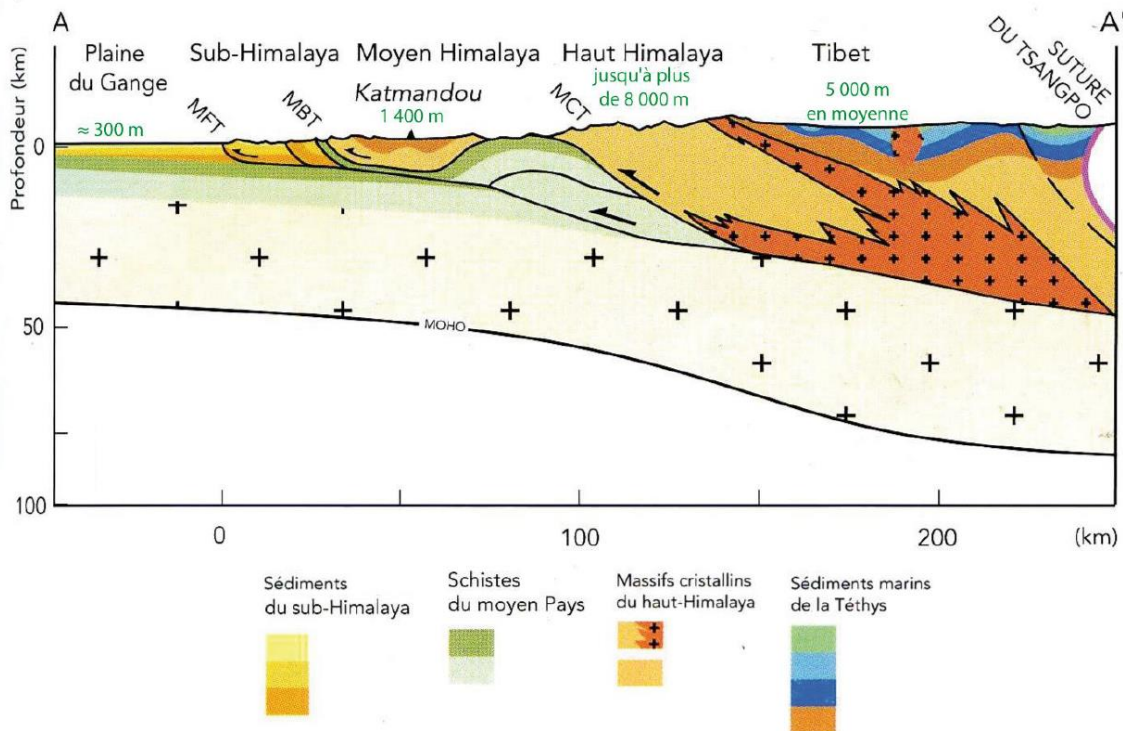 A
A'
Plaine
du Gange
≈ 300 m
Sub-Himalaya
Moyen Himalaya
Katmandou
1 400 m
Haut Himalaya
jusqu'à plus
de 8 000 m
Tibet
5 000 m
en moyenne
SUTURE
DU TSANGPO
MFT
MBT
MCT
Profondeur (km)
0
50
100
MOHO
0
100
200
(km)
Sédiments
du sub-Himalaya
Schistes
du moyen Pays
Massifs cristallins
du haut-Himalaya
Sédiments marins
de la Téthys